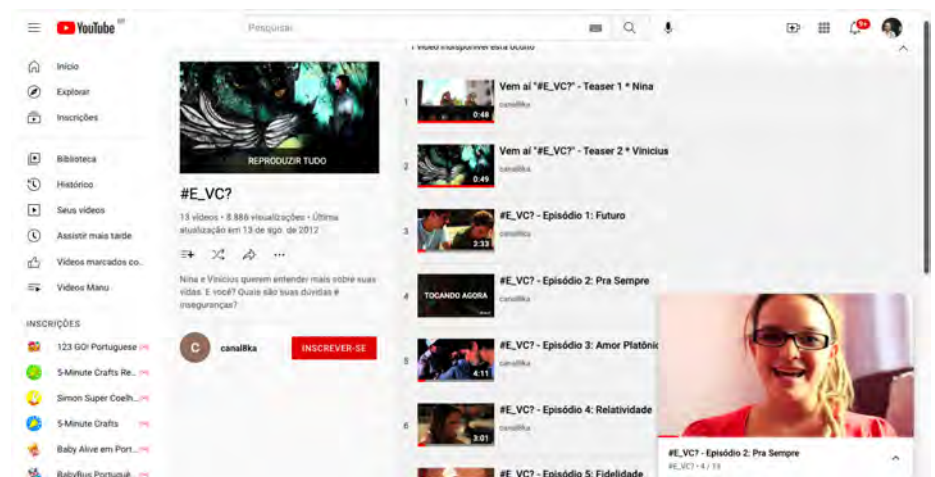 YouTube BR
Pesquisar
9+
Início
Explorar
Inscrições
Biblioteca
Histórico
Seus vídeos
Assistir mais tarde
Vídeos marcados co...
Vídeos Manu
INSCRIÇÕES
123 GO! Portuguese
5-Minute Crafts Re...
Simon Super Coelh...
5-Minute Crafts
Baby Alive em Port...
BabyBus Portuguê...
REPRODUZIR TUDO
#E_VC?
13 vídeos • 8.886 visualizações • Última
atualização em 13 de ago. de 2012
Nina e Vinicius querem entender mais sobre suas
vidas. E você? Quais são suas dúvidas e
inseguranças?
C
canal8ka
INSCREVER-SE
1 vídeo indisponível está oculto
1
0:48
Vem aí "#E_VC?" - Teaser 1 * Nina
canal8ka
2
0:49
Vem aí "#E_VC?" - Teaser 2 * Vinicius
canal8ka
3
3:33
#E_VC? - Episódio 1: Futuro
canal8ka
4
TOCANDO AGORA
#E_VC? - Episódio 2: Pra Sempre
canal8ka
5
4:11
#E_VC? - Episódio 3: Amor Platônic
canal8ka
6
3:01
#E_VC? - Episódio 4: Relatividade
canal8ka
#E_VC? - Episódio 5: Fidelidade
#E_VC? - Episódio 2: Pra Sempre
#E_VC? • 4 / 13